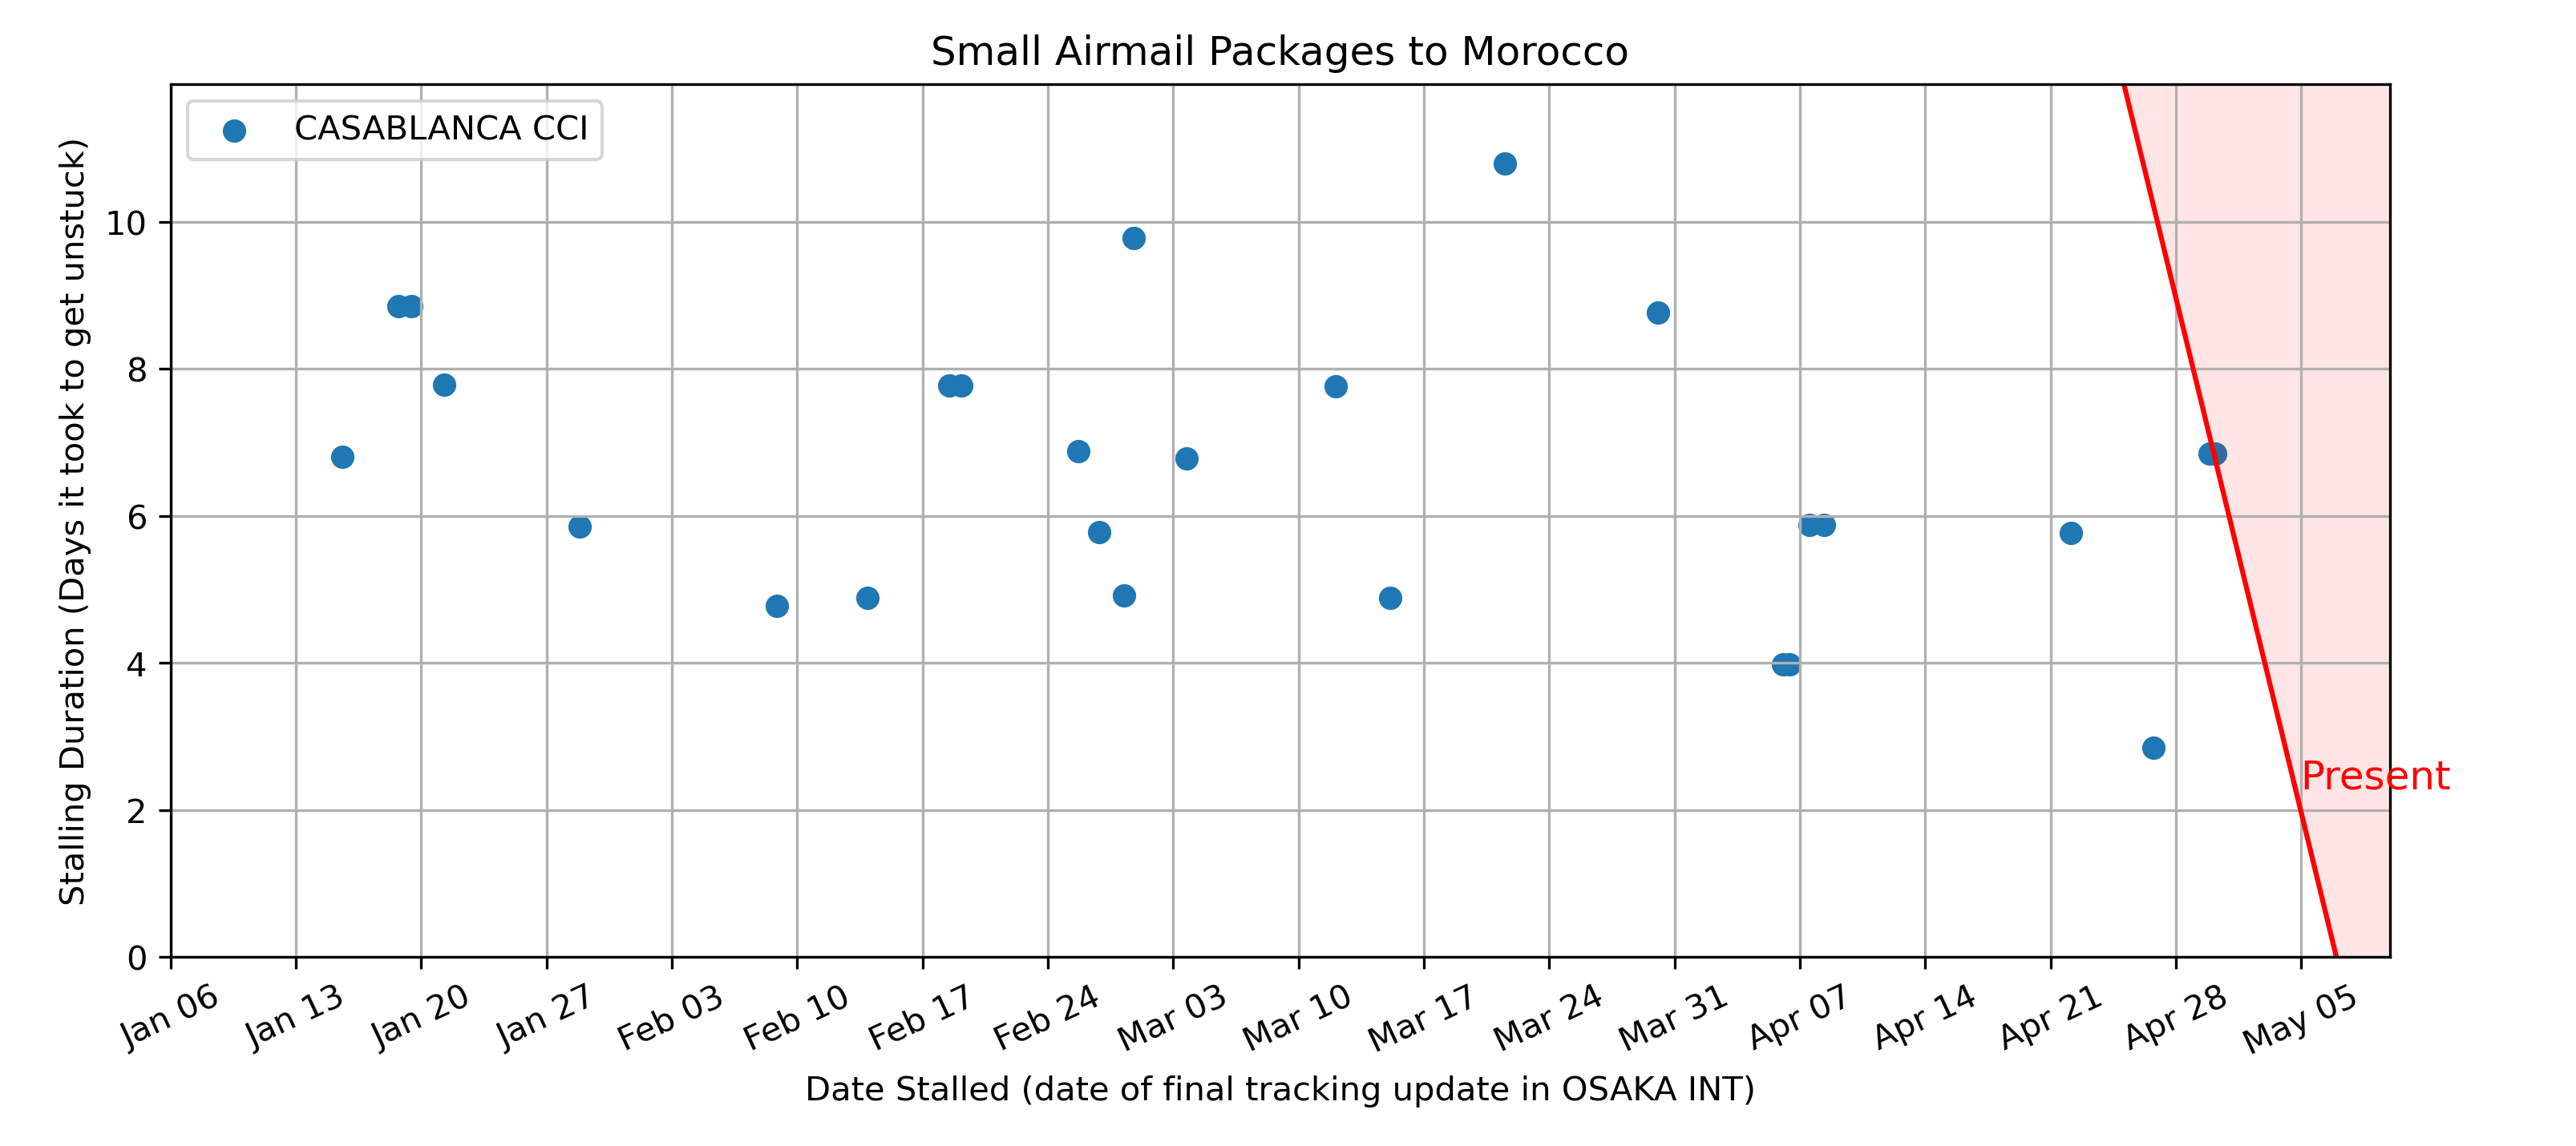 Small Airmail Packages to Morocco
CASABLANCA CCI
Stalling Duration (Days it took to get unstuck)
10
8
6
4
2
0
Present
Jan 06
Jan 13
Jan 20
Jan 27
Feb 03
Feb 10
Feb 17
Feb 24
Mar 03
Mar 10
Mar 17
Mar 24
Mar 31
Apr 07
Apr 14
Apr 21
Apr 28
May 05
Date Stalled (date of final tracking update in OSAKA INT)